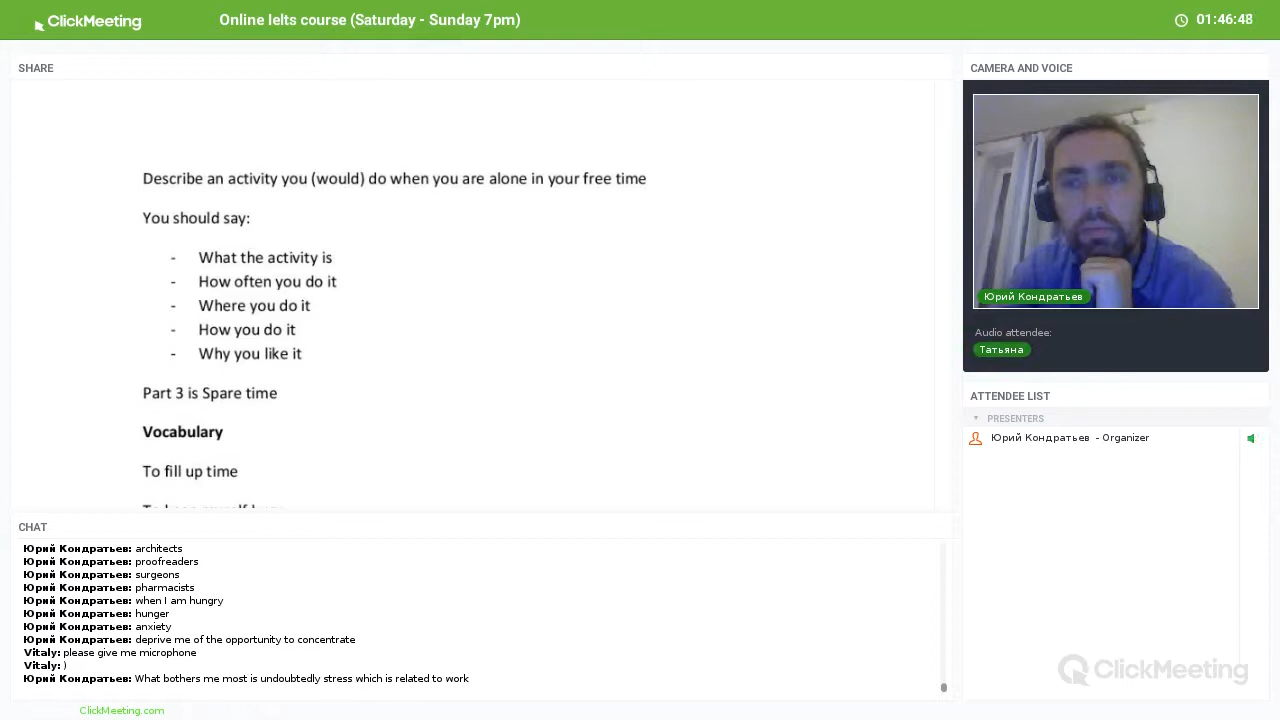 ClickMeeting
Online Ielts course (Saturday - Sunday 7pm)
01:46:48
SHARE
Describe an activity you (would) do when you are alone in your free time
You should say:
- What the activity is
- How often you do it
- Where you do it
- How you do it
- Why you like it
Part 3 is Spare time
Vocabulary
To fill up time
CHAT
Юрий Кондратьев: architects
Юрий Кондратьев: proofreaders
Юрий Кондратьев: surgeons
Юрий Кондратьев: pharmacists
Юрий Кондратьев: when I am hungry
Юрий Кондратьев: hunger
Юрий Кондратьев: anxiety
Юрий Кондратьев: deprive me of the opportunity to concentrate
Vitaly: please give me microphone
Vitaly: )
Юрий Кондратьев: What bothers me most is undoubtedly stress which is related to work
ClickMeeting.com
CAMERA AND VOICE
Юрий Кондратьев
Audio attendee:
Татьяна
ATTENDEE LIST
PRESENTERS
Юрий Кондратьев - Organizer
ClickMeeting